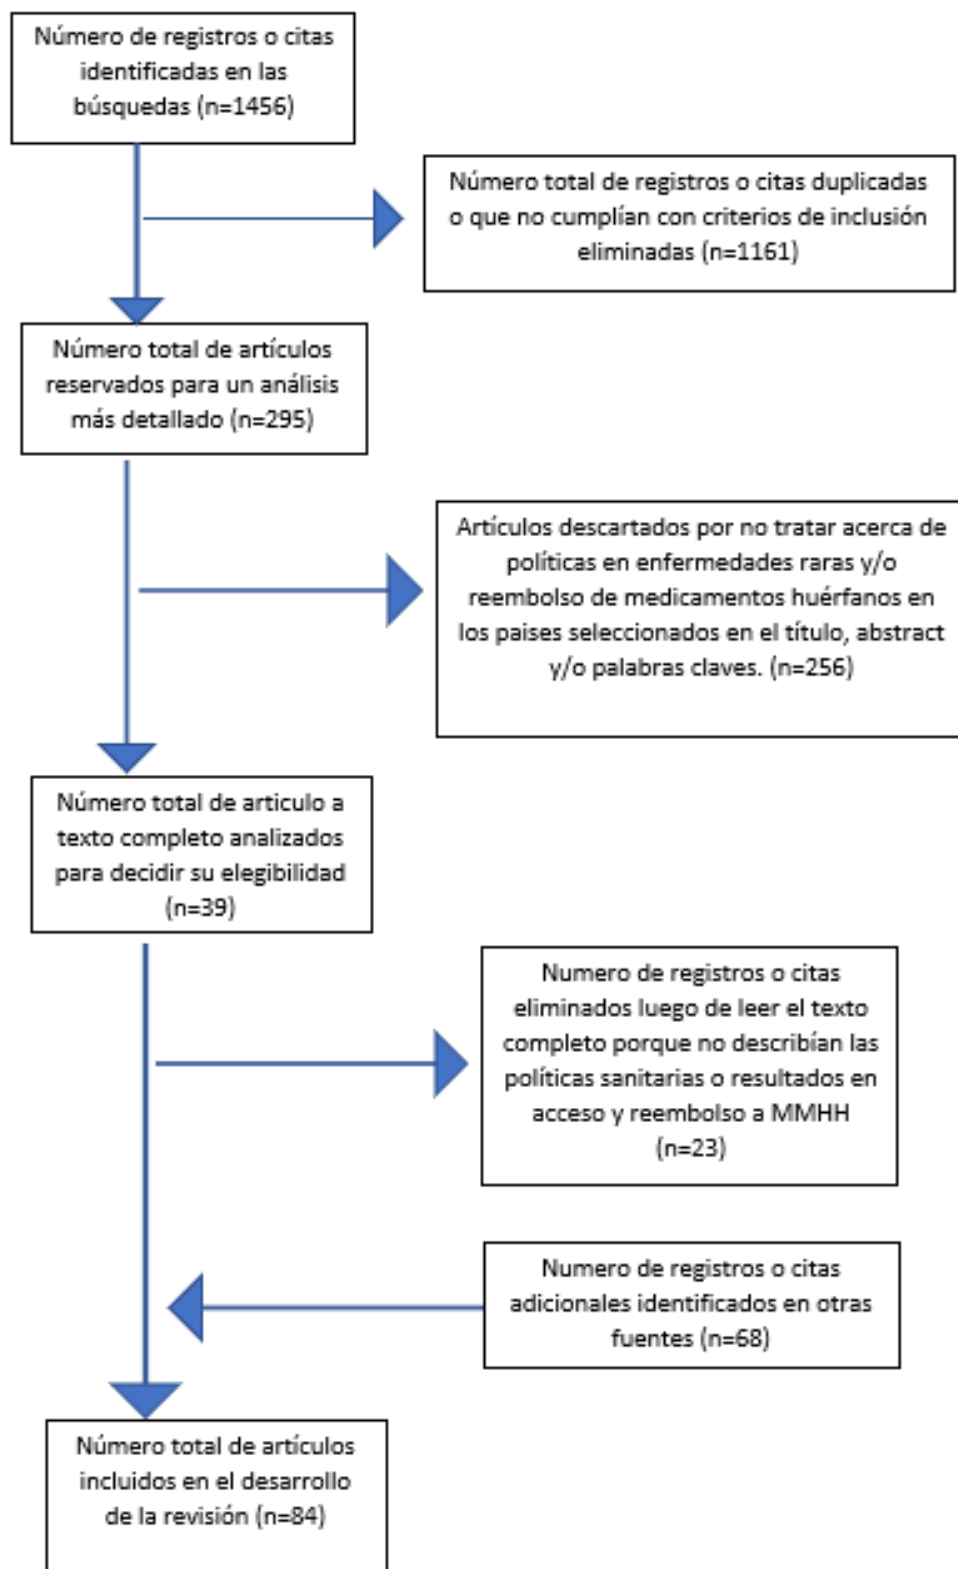 Número de registros o citas
identificadas en las
búsquedas (n=1456)
Número total de registros o citas duplicadas
o que no cumplían con criterios de inclusión
eliminadas (n=1161)
Número total de artículos
reservados para un análisis
más detallado (n=295)
Artículos descartados por no tratar acerca de
políticas en enfermedades raras y/o
reembolso de medicamentos huérfanos en
los paises seleccionados en el título, abstract
y/o palabras claves. (n=256)
Número total de articulo a
texto completo analizados
para decidir su elegibilidad
(n=39)
Numero de registros o citas
eliminados luego de leer el texto
completo porque no describían las
políticas sanitarias o resultados en
acceso y reembolso a MMHH
(n=23)
Numero de registros o citas
adicionales identificados en otras
fuentes (n=68)
Número total de artículos
incluidos en el desarrollo
de la revisión (n=84)